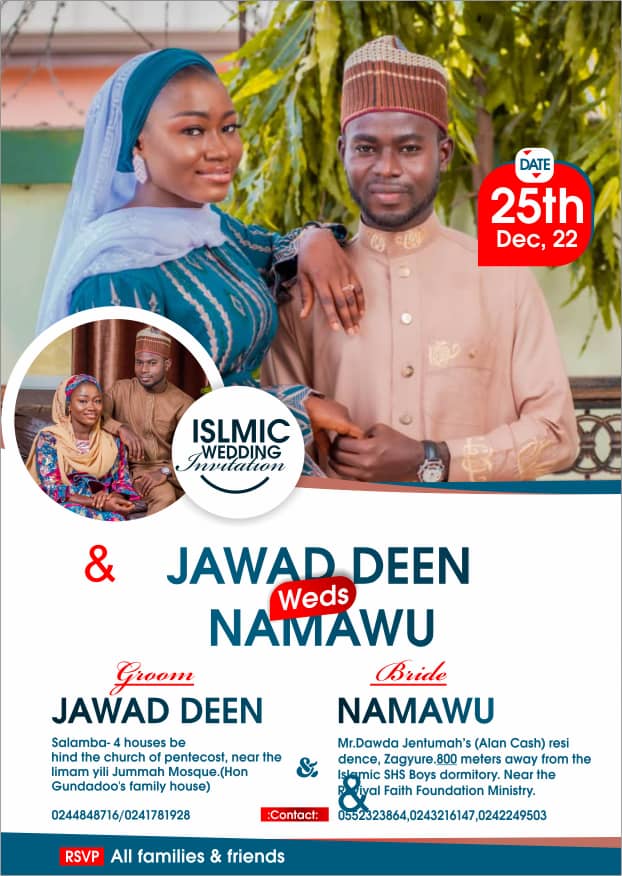 DATE
25th
Dec, 22
ISLMIC
WEDDING
Invitation
& JAWAD DEEN
Weds
NAMAWU
Groom
JAWAD DEEN
Salamba- 4 houses be
hind the church of pentecost, near the
limam yili Jummah Mosque.(Hon
Gundadoo's family house)
0244848716/0241781928
&
Bride
NAMAWU
Mr.Dawda Jentumah's (Alan Cash) resi
dence, Zagyure.800 meters away from the
Islamic SHS Boys dormitory. Near the
Revival Faith Foundation Ministry.
&
:Contact:
0552323864,0243216147,0242249503
RSVP All families & friends